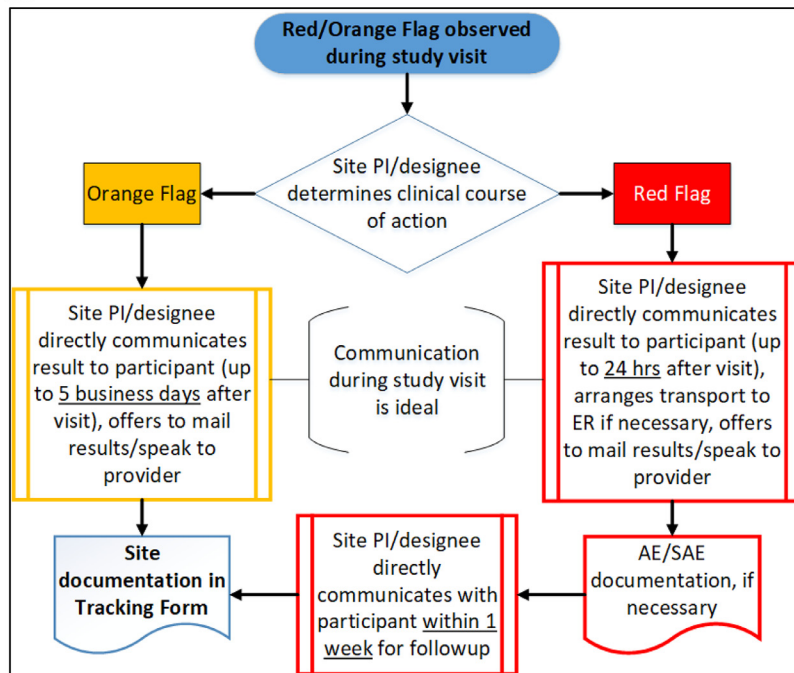 Red/Orange Flag observed
during study visit
Site PI/designee
determines clinical course
of action
Orange Flag
Red Flag
Site PI/designee
directly communicates
result to participant (up
to 5 business days after
visit), offers to mail
results/speak to
provider
Communication
during study visit
is ideal
Site PI/designee
directly communicates
result to participant (up
to 24 hrs after visit),
arranges transport to
ER if necessary, offers
to mail results/speak to
provider
Site
documentation in
Tracking Form
Site PI/designee
directly
communicates with
participant within 1
week for followup
AE/SAE
documentation, if
necessary